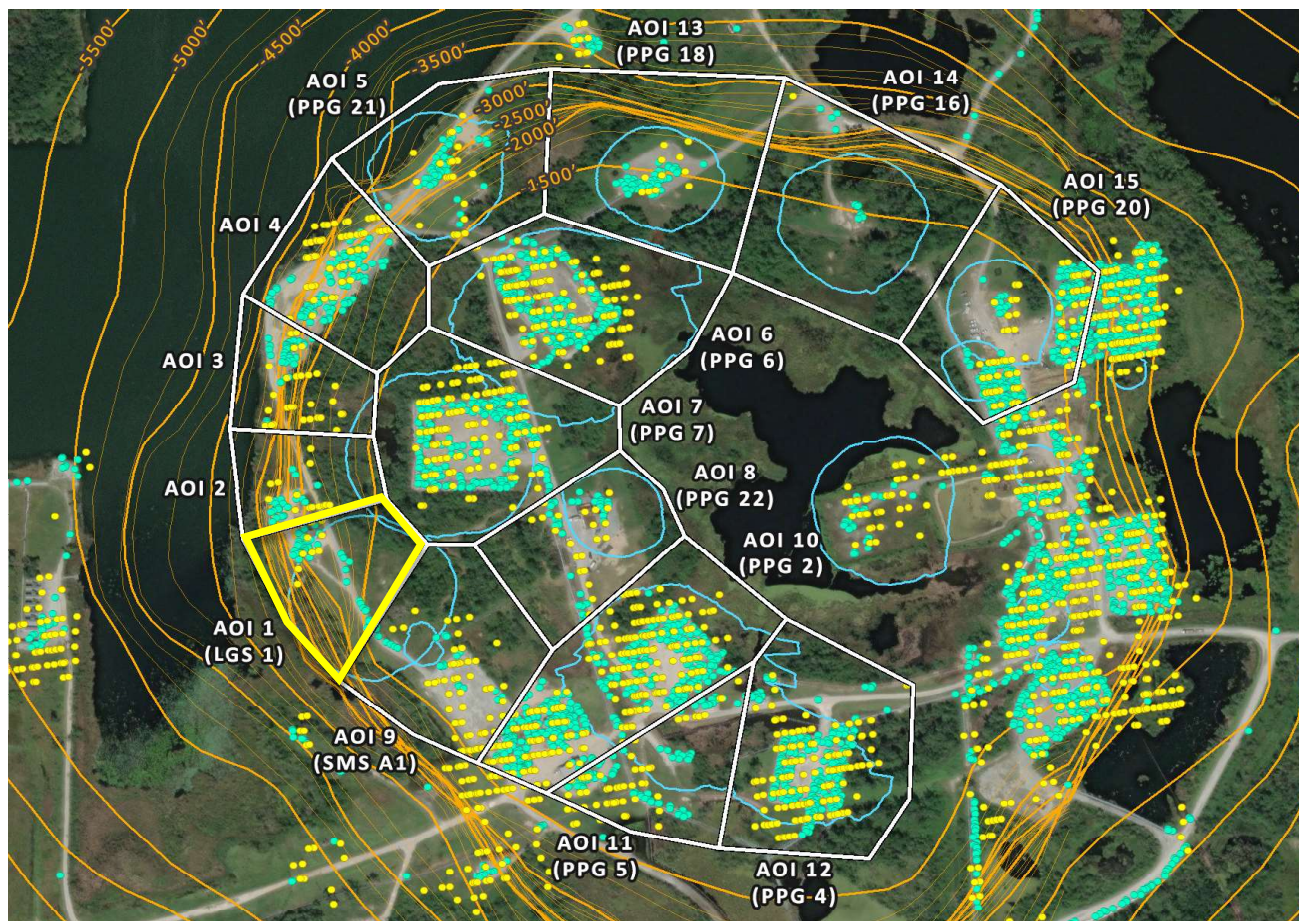 -5500'
-5000'
-4500'
-4000'
-3500'
-3000'
-2500'
-2000'
-1500'
AOI 13
(PPG 18)
AOI 5
(PPG 21)
AOI 14
(PPG 16)
AOI 15
(PPG 20)
AOI 4
AOI 3
AOI 6
(PPG 6)
AOI 7
(PPG 7)
AOI 2
AOI 8
(PPG 22)
AOI 10
(PPG 2)
AOI 1
(LGS 1)
AOI 9
(SMS A1)
AOI 11
(PPG 5)
AOI 12
(PPG 4)